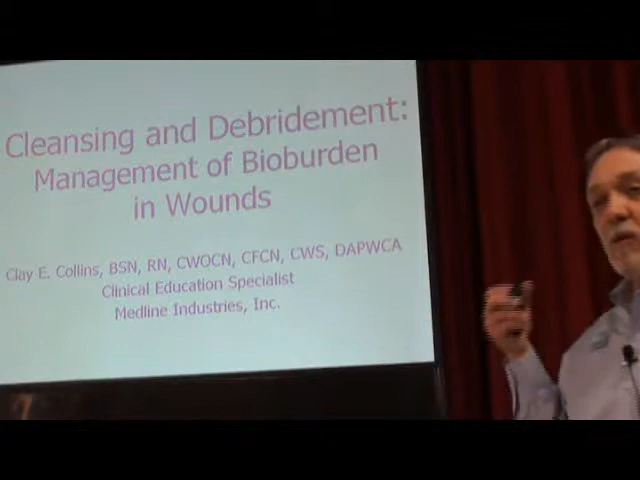 Cleansing and Debridement:
Management of Bioburden
in Wounds
Clay E. Collins, BSN, RN, CWOCN, CFCN, CWS, DAPWCA
Clinical Education Specialist
Medline Industries, Inc.